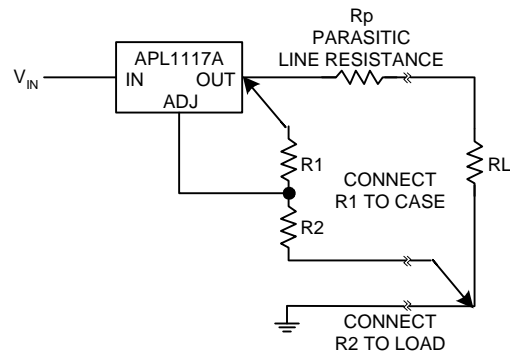 Rp
PARASITIC
LINE RESISTANCE
APL1117A
VIN
IN
OUT
ADJ
R1
RL
CONNECT
R1 TO CASE
R2
CONNECT
R2 TO LOAD